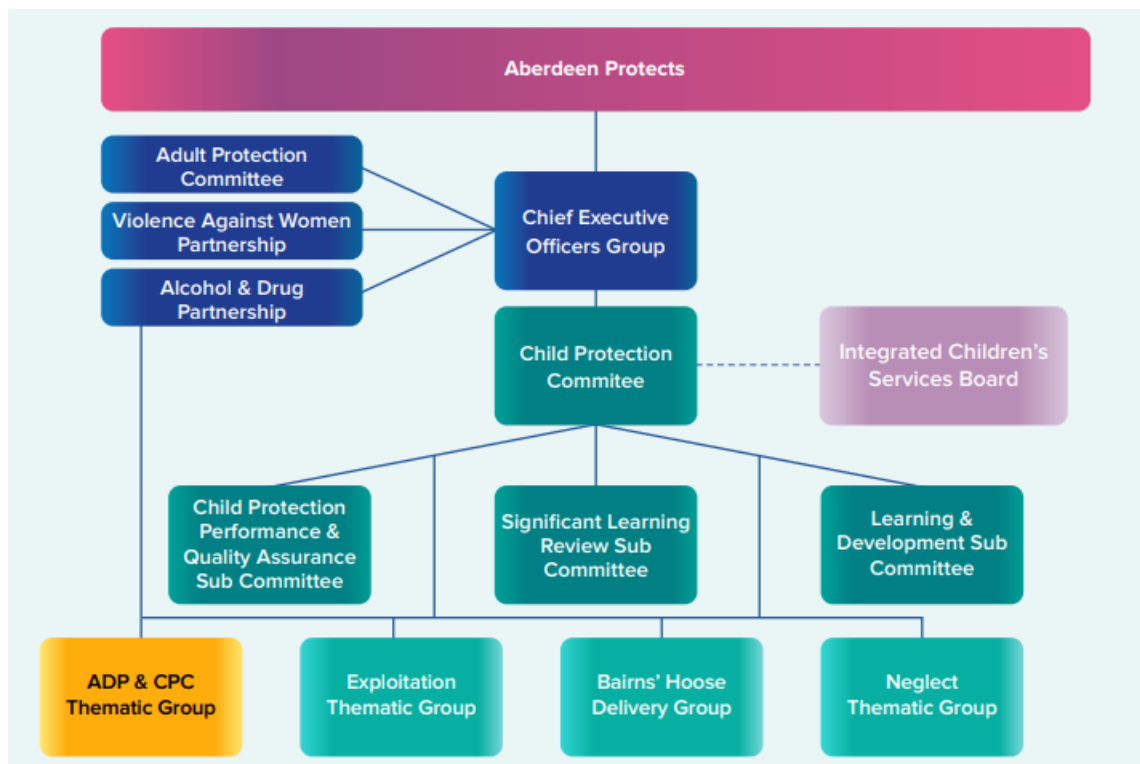 Aberdeen Protects
Adult Protection
Committee
Violence Against Women
Partnership
Alcohol & Drug
Partnership
Chief Executive
Officers Group
Child Protection
Commitee
Integrated Children’s
Services Board
Child Protection
Performance &
Quality Assurance
Sub Committee
Significant Learning
Review Sub
Committee
Learning &
Development Sub
Committee
ADP & CPC
Thematic Group
Exploitation
Thematic Group
Bairns’ Hoose
Delivery Group
Neglect
Thematic Group